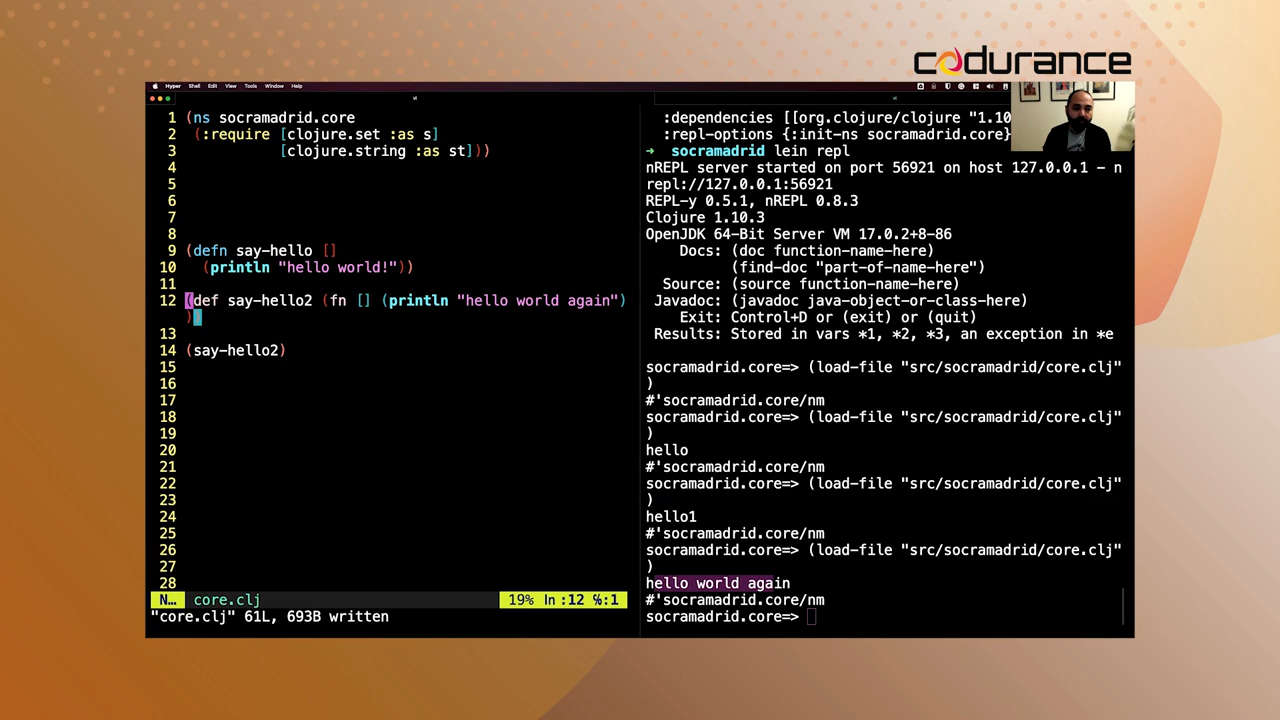 codurance
Hyper Shell Edit View Tools Window Help
vi
vi
1 (ns socramadrid.core
2 (:require [clojure.set :as s]
3 [clojure.string :as st]))
4
5
6
7
8
9 (defn say-hello []
10 (println "hello world!"))
11
12 (def say-hello2 (fn [] (println "hello world again")
))
13
14 (say-hello2)
15
16
17
18
19
20
21
22
23
24
25
26
27
28
N… core.clj 19% ln :12 %:1
"core.clj" 61L, 693B written
:dependencies [[org.clojure/clojure "1.10
:repl-options {:init-ns socramadrid.core}
➜ socramadrid lein repl
nREPL server started on port 56921 on host 127.0.0.1 - n
repl://127.0.0.1:56921
REPL-y 0.5.1, nREPL 0.8.3
Clojure 1.10.3
OpenJDK 64-Bit Server VM 17.0.2+8-86
Docs: (doc function-name-here)
(find-doc "part-of-name-here")
Source: (source function-name-here)
Javadoc: (javadoc java-object-or-class-here)
Exit: Control+D or (exit) or (quit)
Results: Stored in vars *1, *2, *3, an exception in *e
socramadrid.core=> (load-file "src/socramadrid/core.clj"
)
#'socramadrid.core/nm
socramadrid.core=> (load-file "src/socramadrid/core.clj"
)
hello
#'socramadrid.core/nm
socramadrid.core=> (load-file "src/socramadrid/core.clj"
)
hello1
#'socramadrid.core/nm
socramadrid.core=> (load-file "src/socramadrid/core.clj"
)
hello world again
#'socramadrid.core/nm
socramadrid.core=>